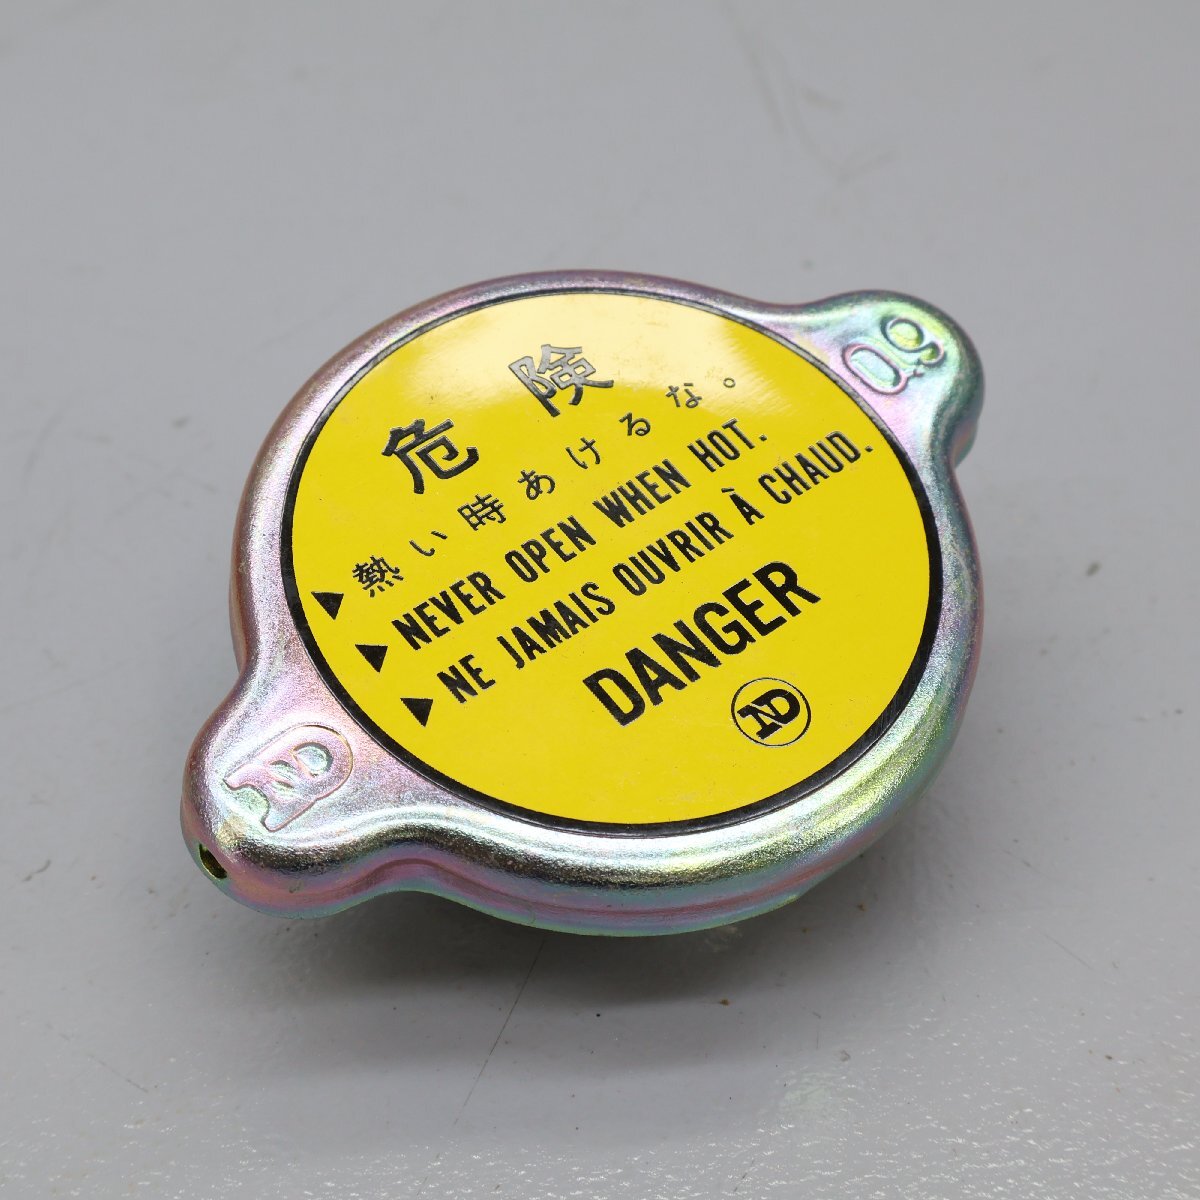 危険
▶ 熱い時あけるな。
▶ NEVER OPEN WHEN HOT.
▶ NE JAMAIS OUVRIR À CHAUD.
DANGER
ND
0.9
ND